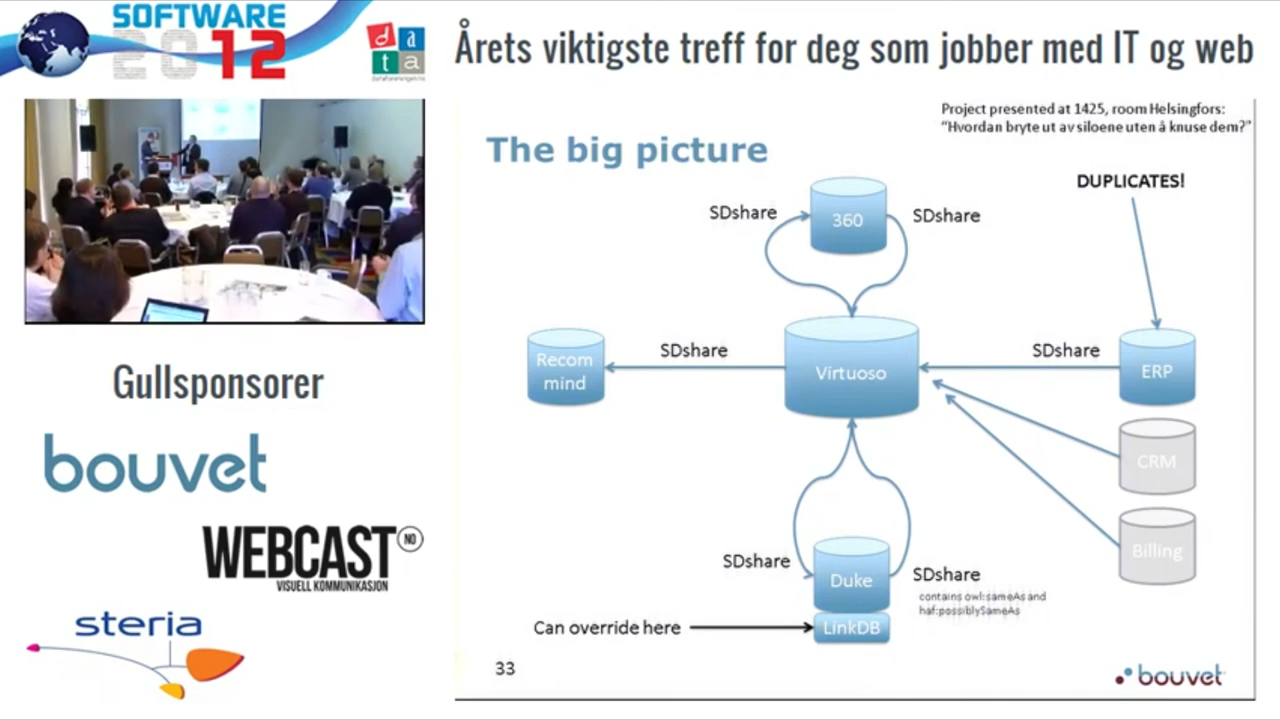 SOFTWARE
2012
data
dataforeningen.no
Årets viktigste treff for deg som jobber med IT og web
Project presented at 1425, room Helsingfors:
“Hvordan bryte ut av siloene uten å knuse dem?”
The big picture
DUPLICATES!
SDshare
360
SDshare
Recom
mind
SDshare
Virtuoso
SDshare
ERP
CRM
Billing
SDshare
Duke
SDshare
contains owl:sameAs and
haf:possiblySameAs
Can override here
LinkDB
33
bouvet
Gullsponsorer
bouvet
WEBCAST NO
VISUELL KOMMUNIKASJON
steria